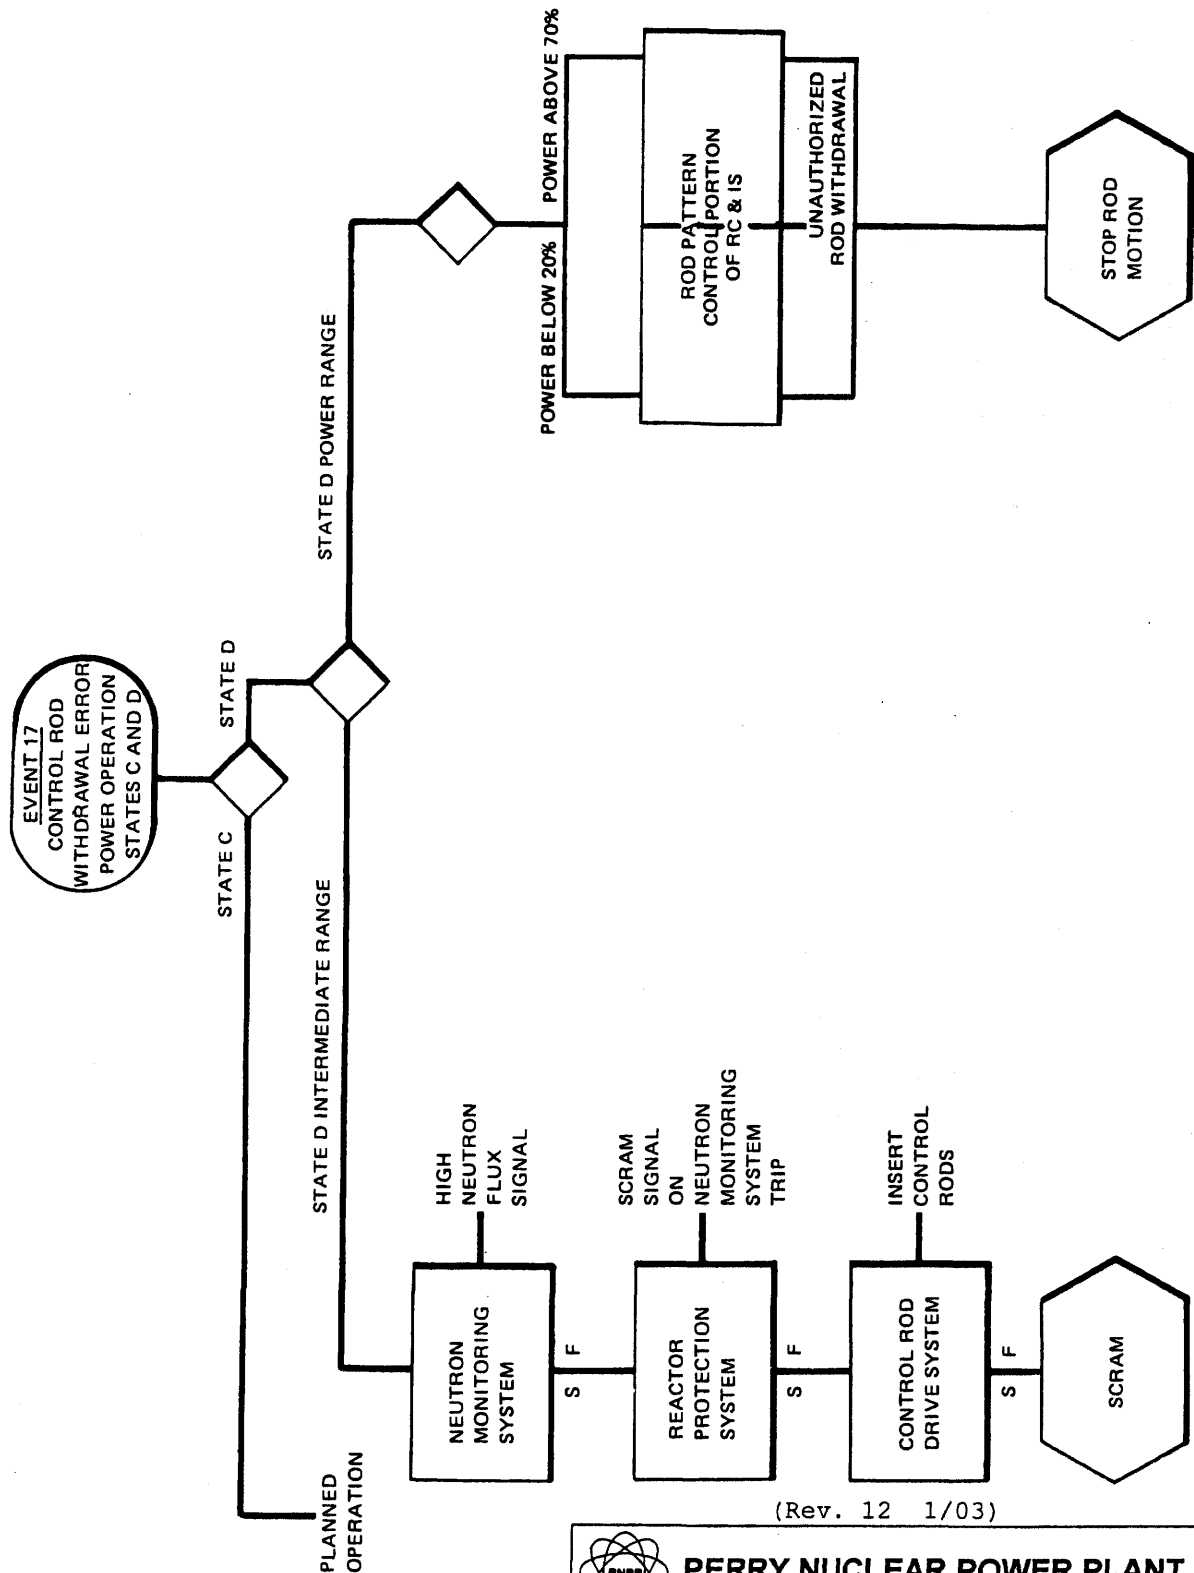 EVENT 17
CONTROL ROD
WITHDRAWAL ERROR
POWER OPERATION
STATES C AND D
STATE C
STATE D
PLANNED
OPERATION
STATE D INTERMEDIATE RANGE
STATE D POWER RANGE
NEUTRON
MONITORING
SYSTEM
HIGH
NEUTRON
FLUX
SIGNAL
S F
REACTOR
PROTECTION
SYSTEM
SCRAM
SIGNAL
ON
NEUTRON
MONITORING
SYSTEM
TRIP
S F
CONTROL ROD
DRIVE SYSTEM
INSERT
CONTROL
RODS
S F
SCRAM
POWER BELOW 20%
POWER ABOVE 70%
ROD PATTERN
CONTROL PORTION
OF RC & IS
UNAUTHORIZED
ROD WITHDRAWAL
STOP ROD
MOTION
(Rev. 12 1/03)
PERRY NUCLEAR POWER PLANT